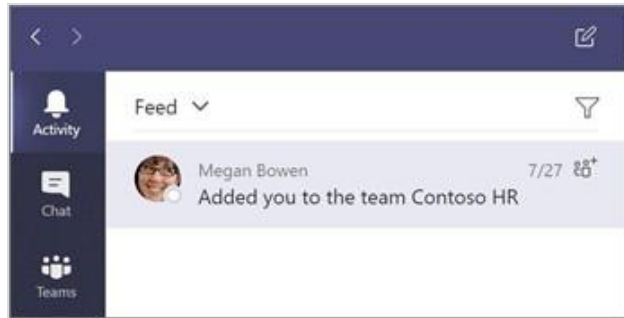 Activity
Feed
Megan Bowen 7/27
Added you to the team Contoso HR
Chat
Teams